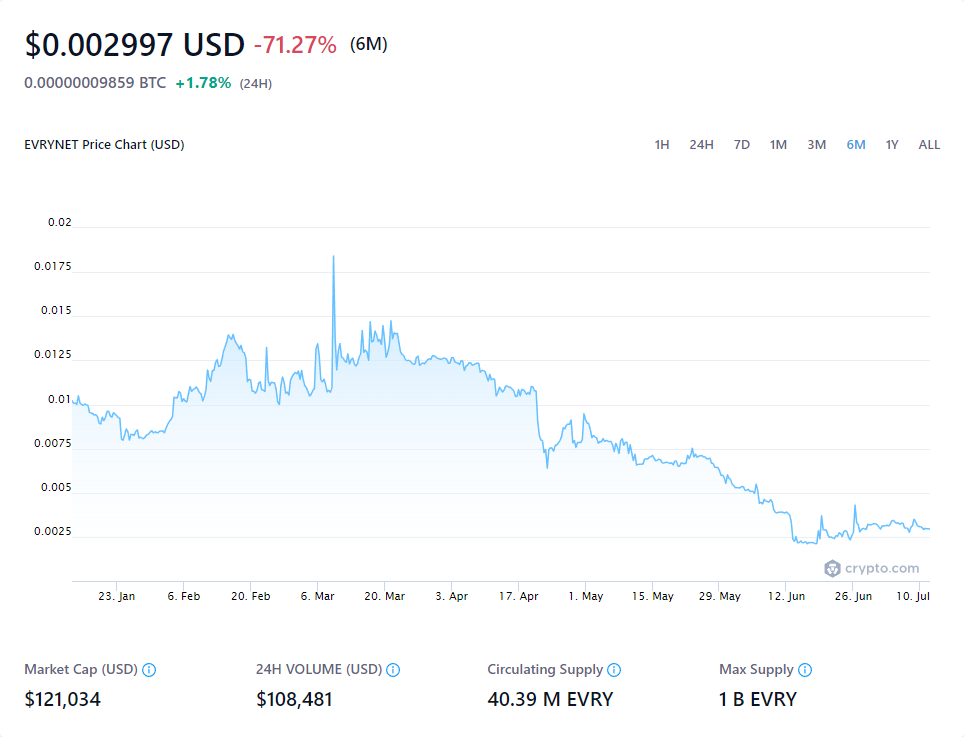 $0.002997 USD -71.27% (6M)
0.00000009859 BTC +1.78% (24H)
EVRYNET Price Chart (USD) 1H 24H 7D 1M 3M 6M 1Y ALL
0.02
0.0175
0.015
0.0125
0.01
0.0075
0.005
0.0025
crypto.com
23. Jan 6. Feb 20. Feb 6. Mar 20. Mar 3. Apr 17. Apr 1. May 15. May 29. May 12. Jun 26. Jun 10. Jul
Market Cap (USD) 24H VOLUME (USD) Circulating Supply Max Supply
$121,034 $108,481 40.39 M EVRY 1 B EVRY